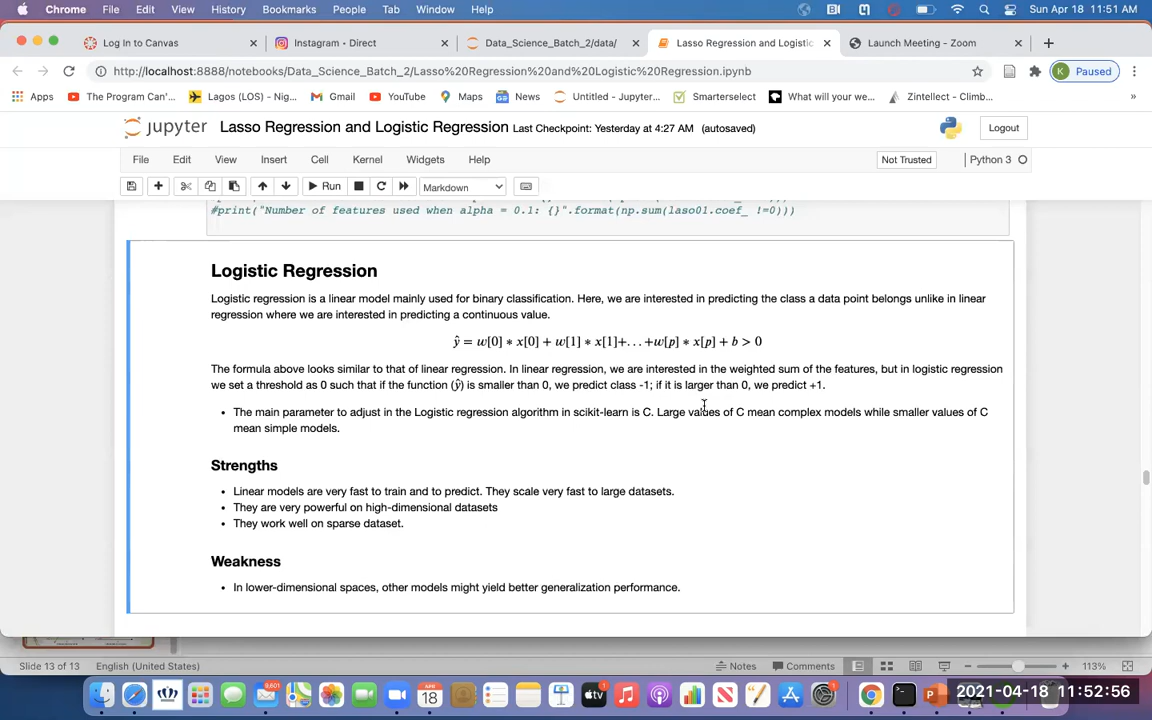 Chrome File Edit View History Bookmarks People Tab Window Help Sun Apr 18 11:51 AM
Log In to Canvas Instagram - Direct Data_Science_Batch_2/data/ Lasso Regression and Logistic Launch Meeting - Zoom
http://localhost:8888/notebooks/Data_Science_Batch_2/Lasso%20Regression%20and%20Logistic%20Regression.ipynb K Paused
Apps The Program Can'... Lagos (LOS) - Nig... Gmail YouTube Maps News Untitled - Jupyter... Smarterselect What will your we... Zintellect - Climb... »
jupyter Lasso Regression and Logistic Regression Last Checkpoint: Yesterday at 4:27 AM (autosaved) Logout
File Edit View Insert Cell Kernel Widgets Help Not Trusted Python 3
Run Markdown
#print("Number of features used when alpha = 0.1: {}".format(np.sum(laso01.coef_ !=0)))
Logistic Regression
Logistic regression is a linear model mainly used for binary classification. Here, we are interested in predicting the class a data point belongs unlike in linear
regression where we are interested in predicting a continuous value.
ŷ = w[0] * x[0] + w[1] * x[1]+. . . +w[p] * x[p] + b > 0
The formula above looks similar to that of linear regression. In linear regression, we are interested in the weighted sum of the features, but in logistic regression
we set a threshold as 0 such that if the function (ŷ) is smaller than 0, we predict class -1; if it is larger than 0, we predict +1.
• The main parameter to adjust in the Logistic regression algorithm in scikit-learn is C. Large values of C mean complex models while smaller values of C
mean simple models.
Strengths
• Linear models are very fast to train and to predict. They scale very fast to large datasets.
• They are very powerful on high-dimensional datasets
• They work well on sparse dataset.
Weakness
• In lower-dimensional spaces, other models might yield better generalization performance.
Slide 13 of 13 English (United States) Notes Comments 113%
2021-04-18 11:52:56